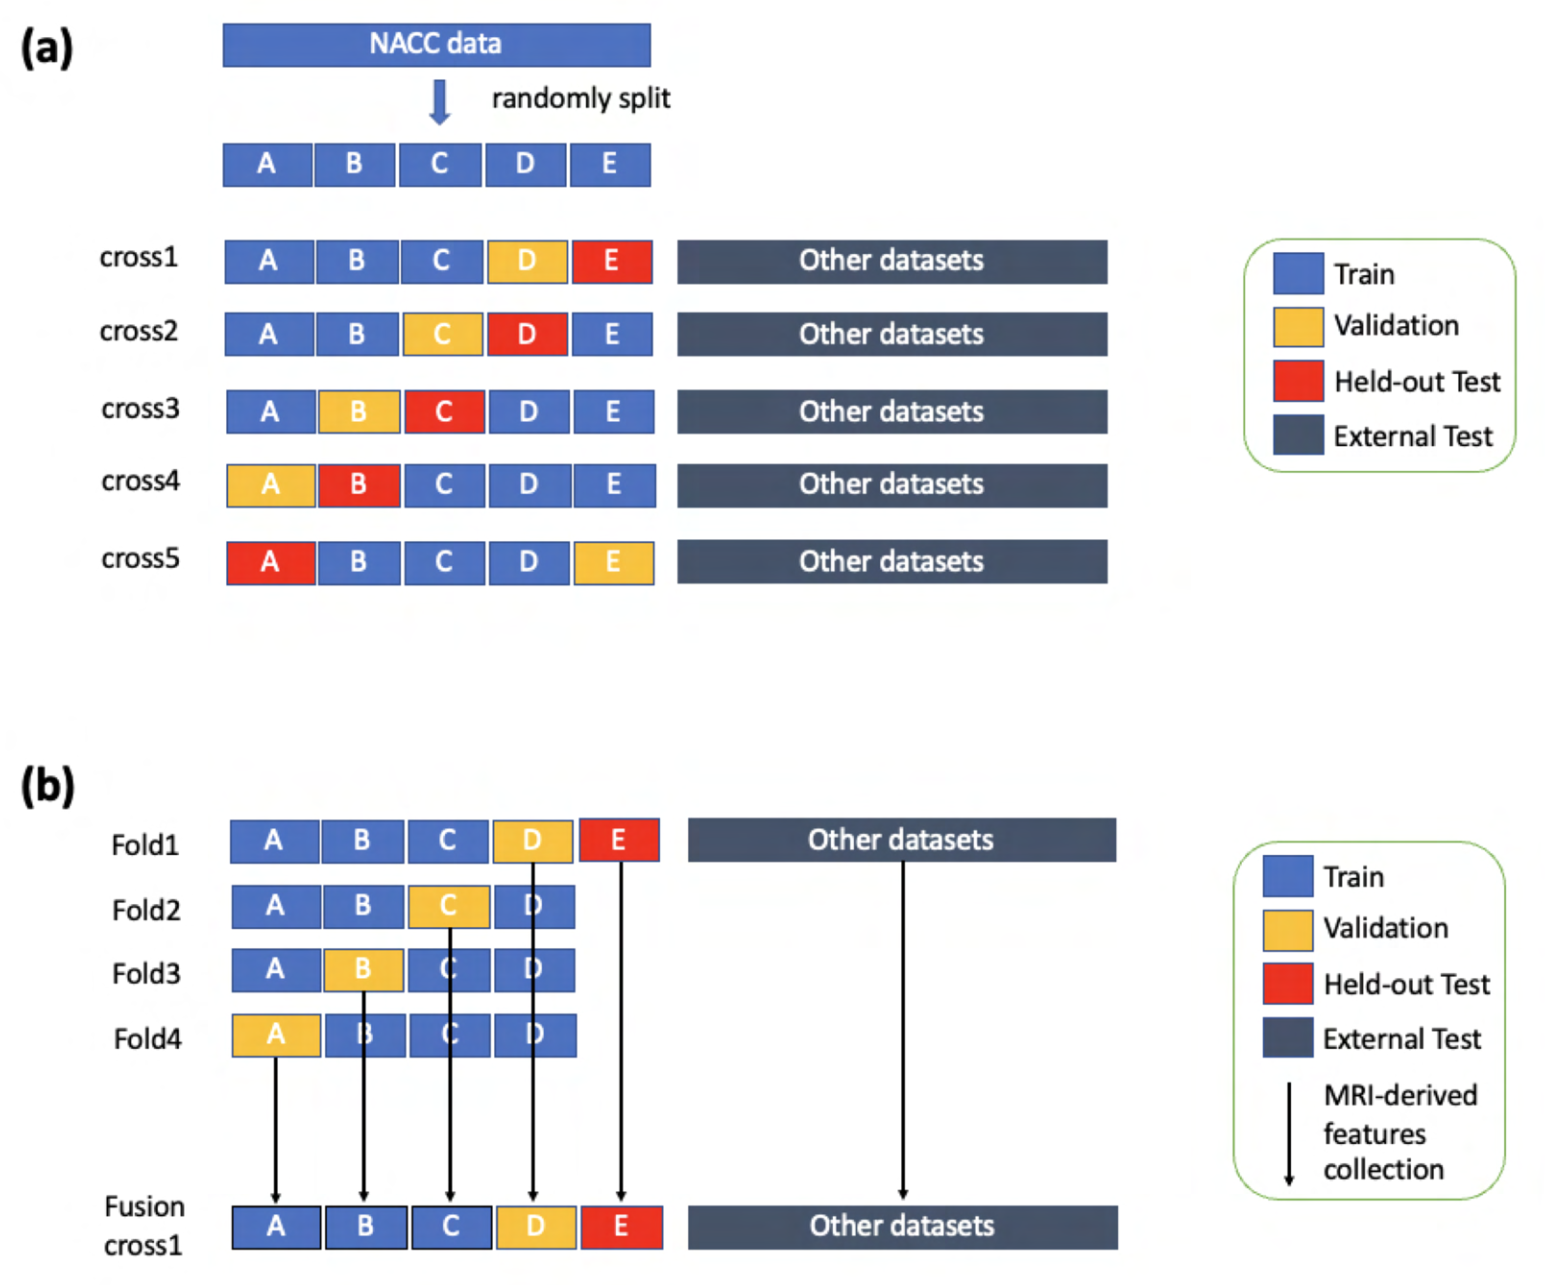 (a)
NACC data
randomly split
A B C D E
cross1 A B C D E Other datasets
cross2 A B C D E Other datasets
cross3 A B C D E Other datasets
cross4 A B C D E Other datasets
cross5 A B C D E Other datasets
Train
Validation
Held-out Test
External Test
(b)
Fold1 A B C D E Other datasets
Fold2 A B C D
Fold3 A B C D
Fold4 A B C D
Fusion
cross1 A B C D E Other datasets
Train
Validation
Held-out Test
External Test
MRI-derived
features
collection